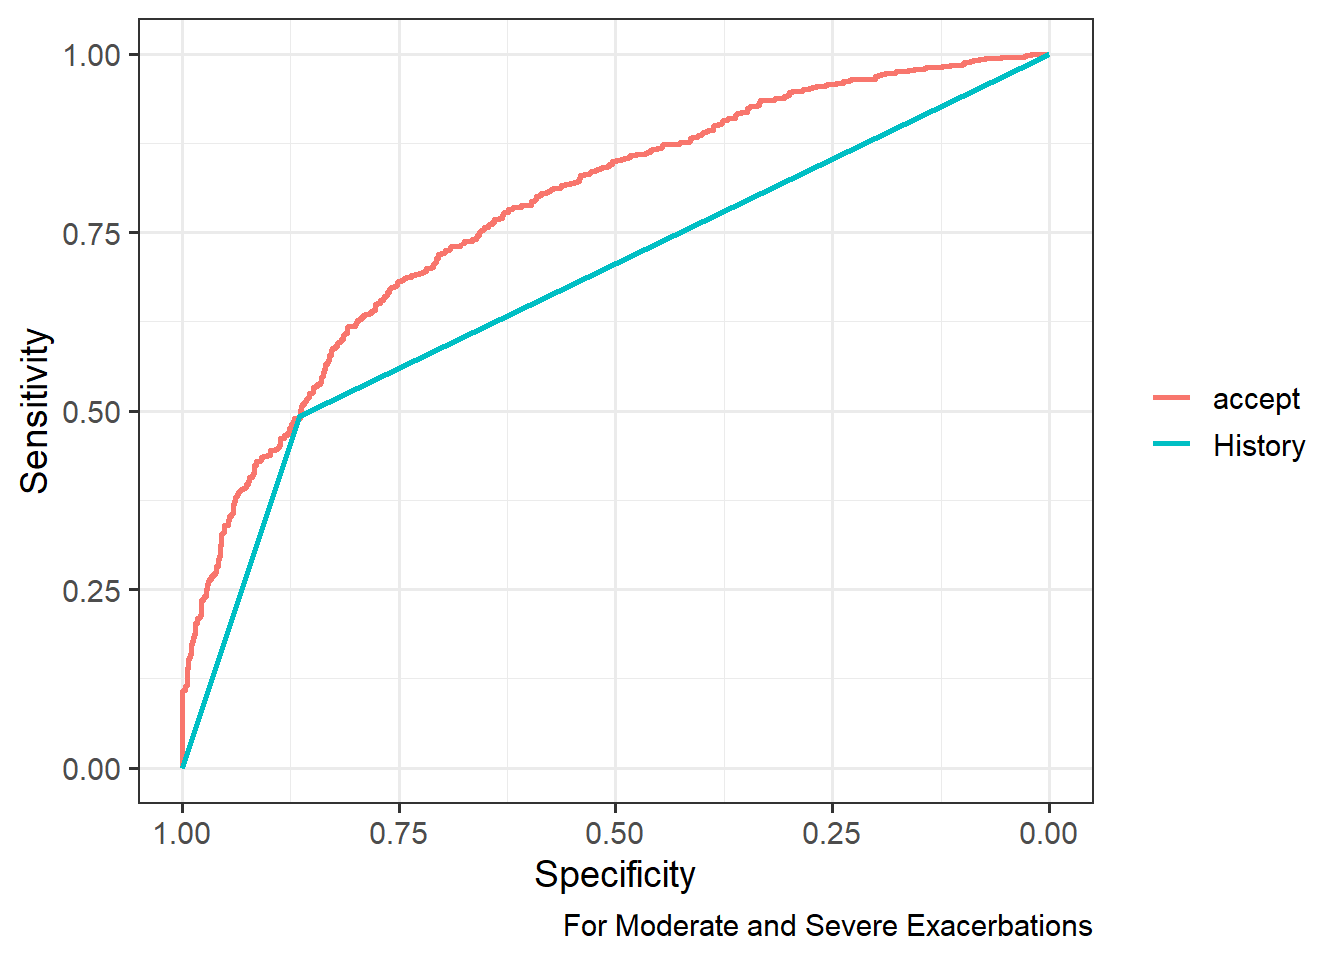 1.00
0.75
0.50
0.25
0.00
Sensitivity
1.00 0.75 0.50 0.25 0.00
Specificity
For Moderate and Severe Exacerbations
accept
History